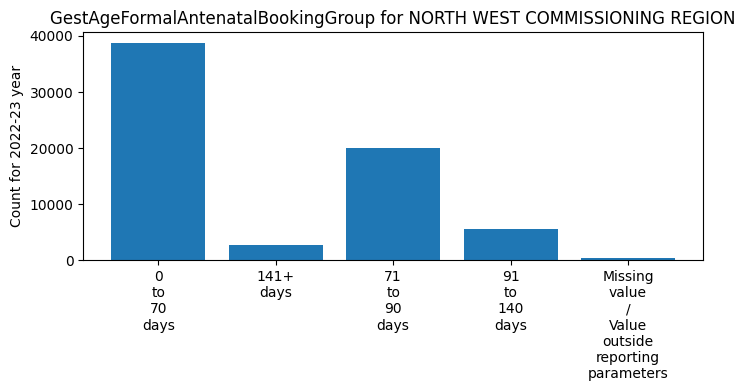 GestAgeFormalAntenatalBookingGroup for NORTH WEST COMMISSIONING REGION
Count for 2022-23 year
40000
30000
20000
10000
0
0
to
70
days
141+
days
71
to
90
days
91
to
140
days
Missing
value
/
Value
outside
reporting
parameters